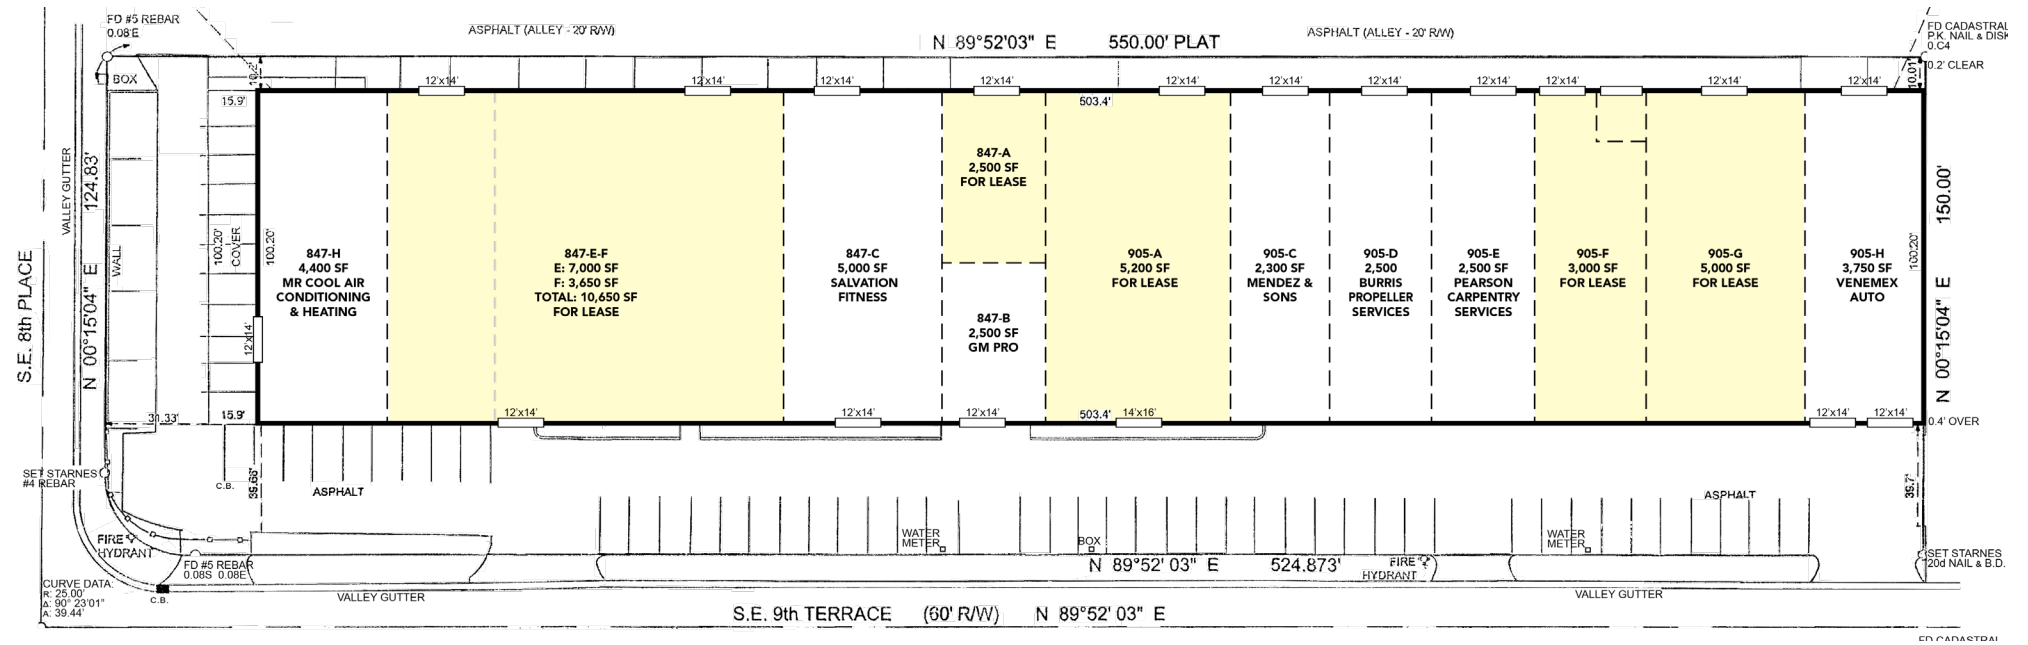 FD #5 REBAR
0.08'E
ASPHALT (ALLEY - 20' R/W)
N 89°52'03" E 550.00' PLAT
ASPHALT (ALLEY - 20' R/W)
FD CADASTRAL
P.K. NAIL & DISK
0.C4
0.2' CLEAR
BOX
10.2'
12'x14'
12'x14'
12'x14'
12'x14'
12'x14'
12'x14'
12'x14'
12'x14'
12'x14'
12'x14'
12'x14'
10.01'
15.9'
503.4'
VALLEY GUTTER
124.83'
N 00°15'04" E
S.E. 8th PLACE
WALL
100.20'
COVER
100.20'
12'x14'
847-H
4,400 SF
MR COOL AIR
CONDITIONING
& HEATING
847-E-F
E: 7,000 SF
F: 3,650 SF
TOTAL: 10,650 SF
FOR LEASE
847-C
5,000 SF
SALVATION
FITNESS
847-A
2,500 SF
FOR LEASE
847-B
2,500 SF
GM PRO
905-A
5,200 SF
FOR LEASE
905-C
2,300 SF
MENDEZ &
SONS
905-D
2,500
BURRIS
PROPELLER
SERVICES
905-E
2,500 SF
PEARSON
CARPENTRY
SERVICES
905-F
3,000 SF
FOR LEASE
905-G
5,000 SF
FOR LEASE
905-H
3,750 SF
VENEMEX
AUTO
100.20'
150.00'
N 00°15'04" E
31.33'
15.9'
12'x14'
12'x14'
12'x14'
503.4'
14'x16'
12'x14'
12'x14'
0.4' OVER
SET STARNES
#4 REBAR
C.B.
39.66'
ASPHALT
ASPHALT
39.7'
FIRE
HYDRANT
WATER
METER
BOX
WATER
METER
FD #5 REBAR
0.08S 0.08E
N 89°52' 03" E 524.873'
FIRE
HYDRANT
SET STARNES
20d NAIL & B.D.
CURVE DATA:
R: 25.00'
Δ: 90° 23'01"
A: 39.44'
C.B.
VALLEY GUTTER
VALLEY GUTTER
S.E. 9th TERRACE (60' R/W) N 89°52' 03" E
FD CADASTRAL